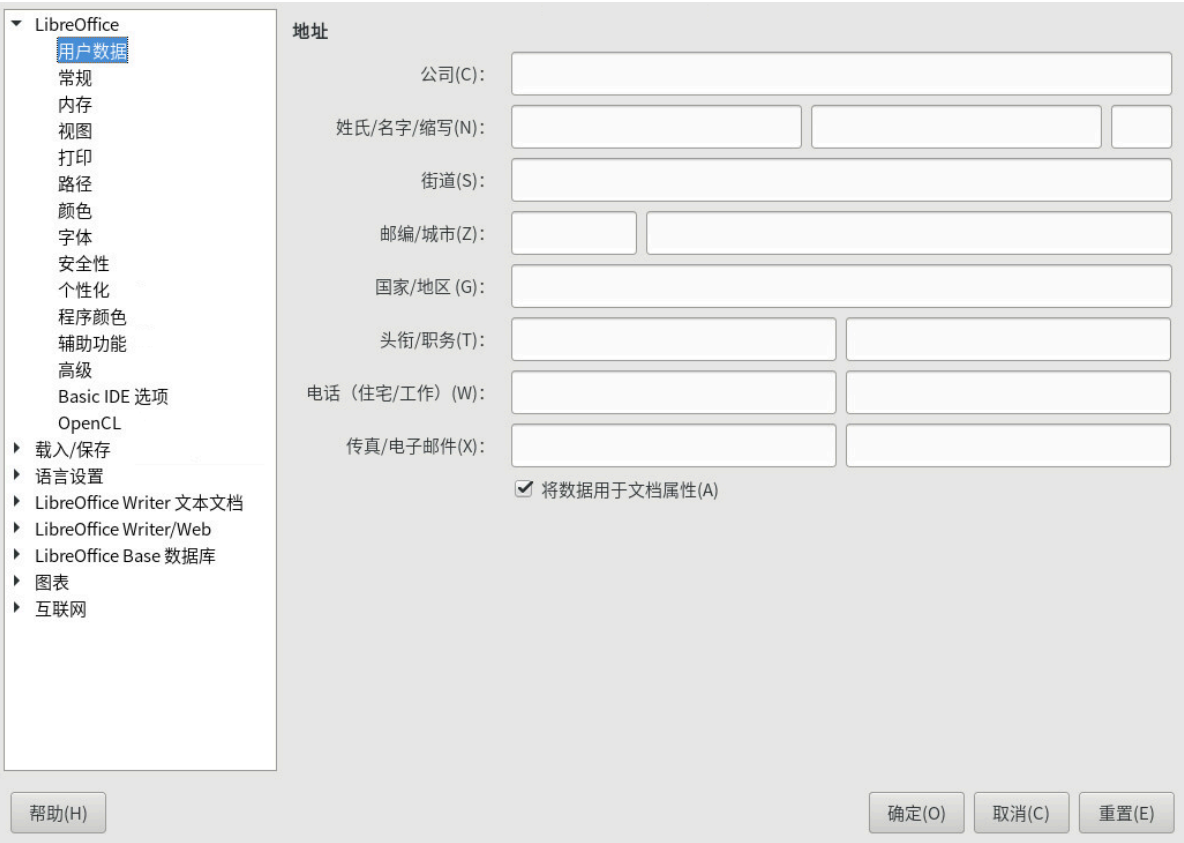 LibreOffice
用户数据
常规
内存
视图
打印
路径
颜色
字体
安全性
个性化
程序颜色
辅助功能
高级
Basic IDE 选项
OpenCL
载入/保存
语言设置
LibreOffice Writer 文本文档
LibreOffice Writer/Web
LibreOffice Base 数据库
图表
互联网
地址
公司(C)：
姓氏/名字/缩写(N)：
街道(S)：
邮编/城市(Z)：
国家/地区 (G)：
头衔/职务(T)：
电话（住宅/工作）(W)：
传真/电子邮件(X)：
将数据用于文档属性(A)
帮助(H)
确定(O)
取消(C)
重置(E)